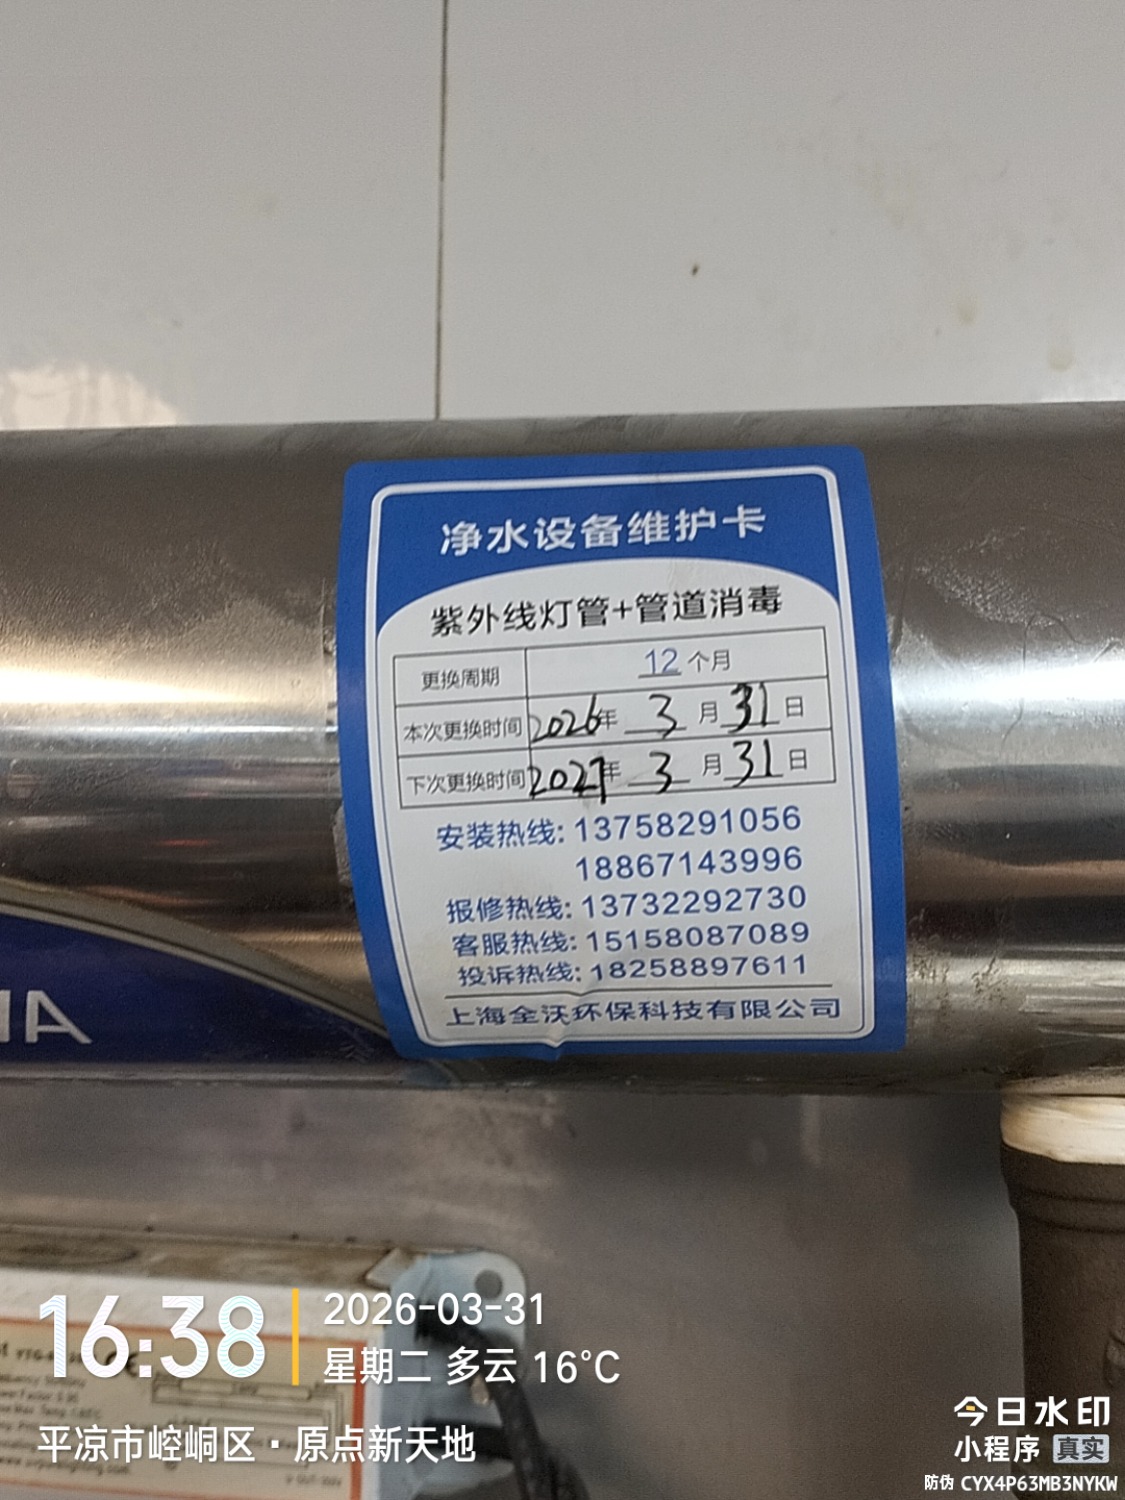 净水设备维护卡
紫外线灯管+管道消毒
更换周期 12 个月
本次更换时间 2026年 3 月 31 日
下次更换时间 2027年 3 月 31 日
安装热线: 13758291056
18867143996
报修热线: 13732292730
客服热线: 15158087089
投诉热线: 18258897611
上海全沃环保科技有限公司
16:38
2026-03-31
星期二 多云 16°C
平凉市崆峒区·原点新天地
今日水印
小程序 真实
防伪 CYX4P63MB3NYKW